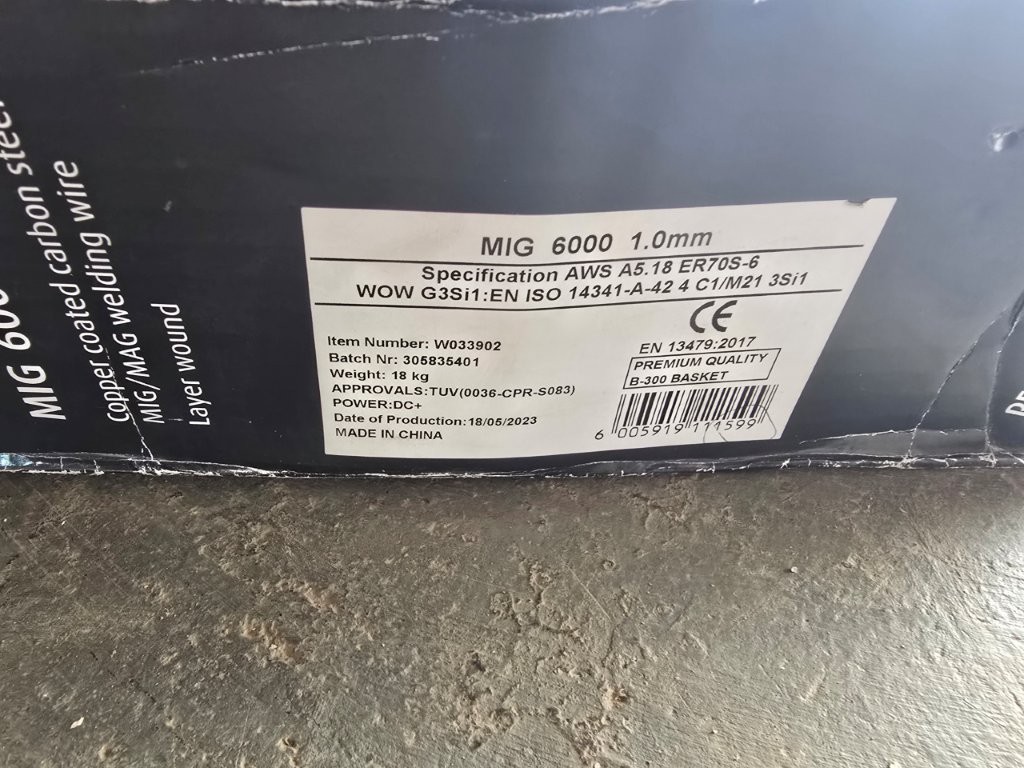 MIG 600
Copper coated carbon steel
MIG/MAG welding wire
Layer wound
MIG 6000 1.0mm
Specification AWS A5.18 ER70S-6
WOW G3Si1:EN ISO 14341-A-42 4 C1/M21 3Si1
CE
Item Number: W033902
Batch Nr: 305835401
Weight: 18 kg
APPROVALS:TUV(0036-CPR-S083)
POWER:DC+
Date of Production:18/05/2023
MADE IN CHINA
EN 13479:2017
PREMIUM QUALITY
B-300 BASKET
6 005919 111599